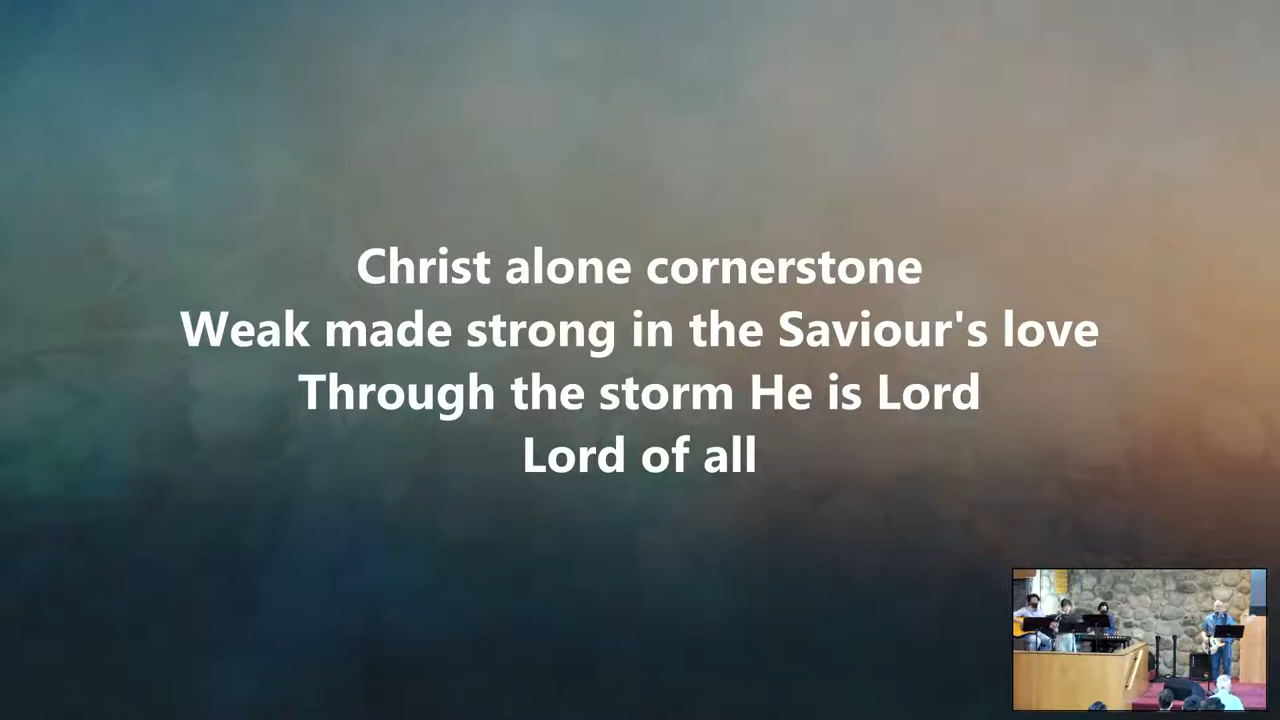 Christ alone cornerstone
Weak made strong in the Saviour's love
Through the storm He is Lord
Lord of all